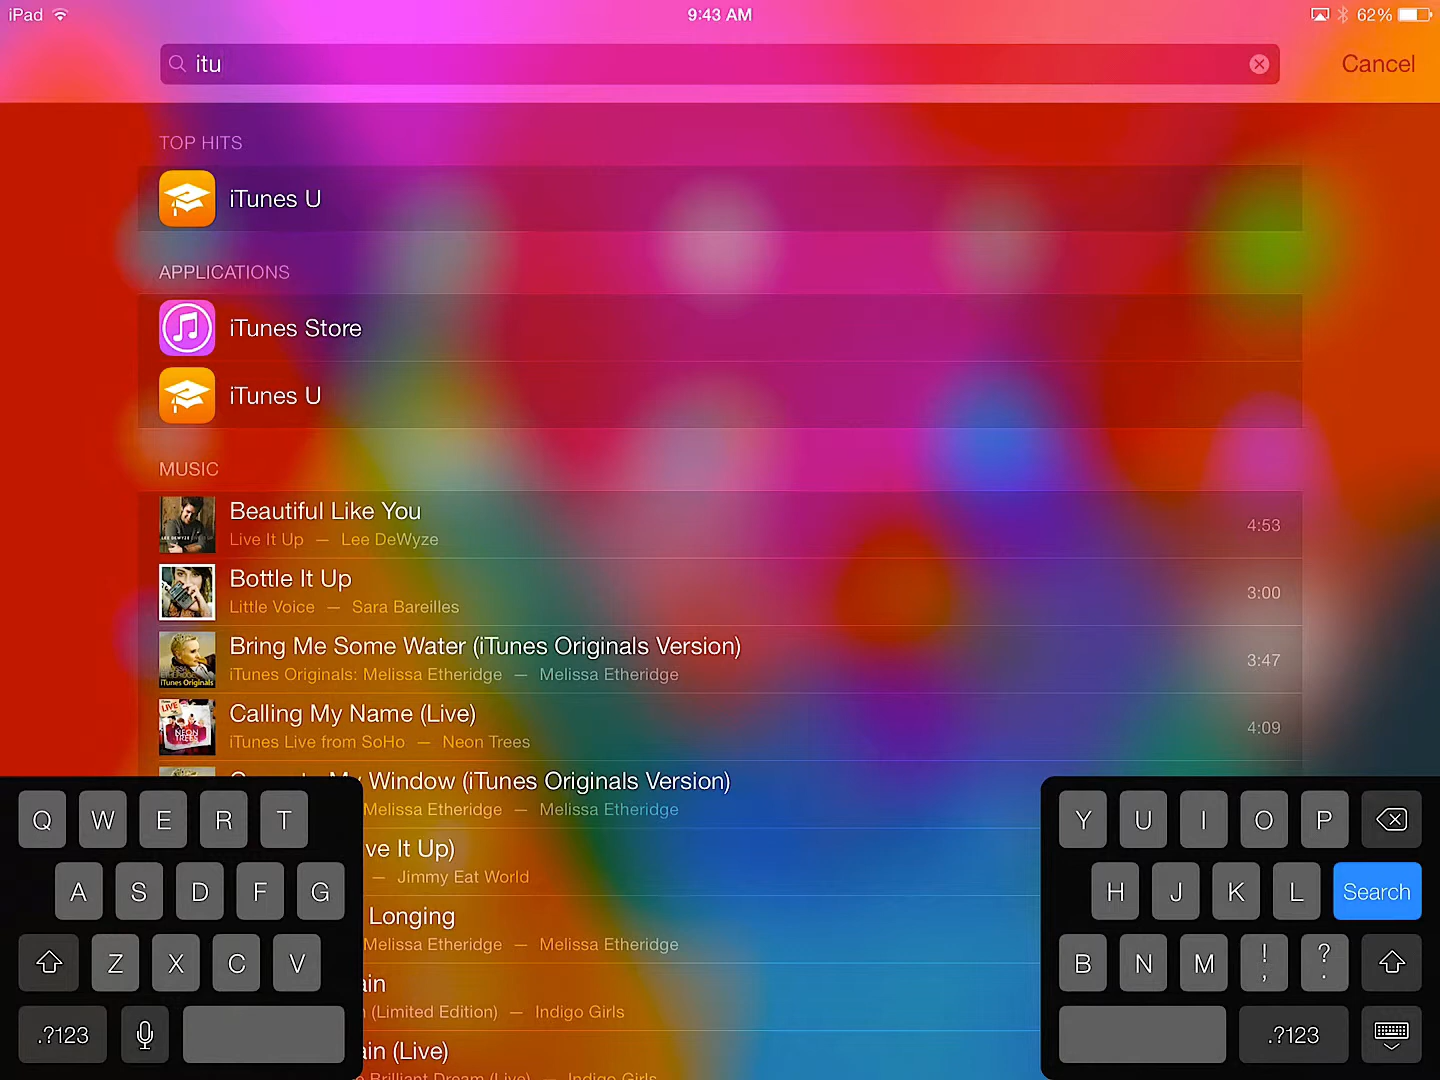 iPad
9:43 AM
62%
itu
Cancel
TOP HITS
iTunes U
APPLICATIONS
iTunes Store
iTunes U
MUSIC
Beautiful Like You
Live It Up — Lee DeWyze
4:53
Bottle It Up
Little Voice — Sara Bareilles
3:00
Bring Me Some Water (iTunes Originals Version)
iTunes Originals: Melissa Etheridge — Melissa Etheridge
3:47
Calling My Name (Live)
iTunes Live from SoHo — Neon Trees
4:09
My Window (iTunes Originals Version)
Melissa Etheridge — Melissa Etheridge
ve It Up)
— Jimmy Eat World
Longing
Melissa Etheridge — Melissa Etheridge
ain
(Limited Edition) — Indigo Girls
ain (Live)
Brilliant Dream (Live) — Indigo Girls
Q W E R T
A S D F G
Z X C V
.?123
Y U I O P
H J K L Search
B N M ! , ? .
.?123